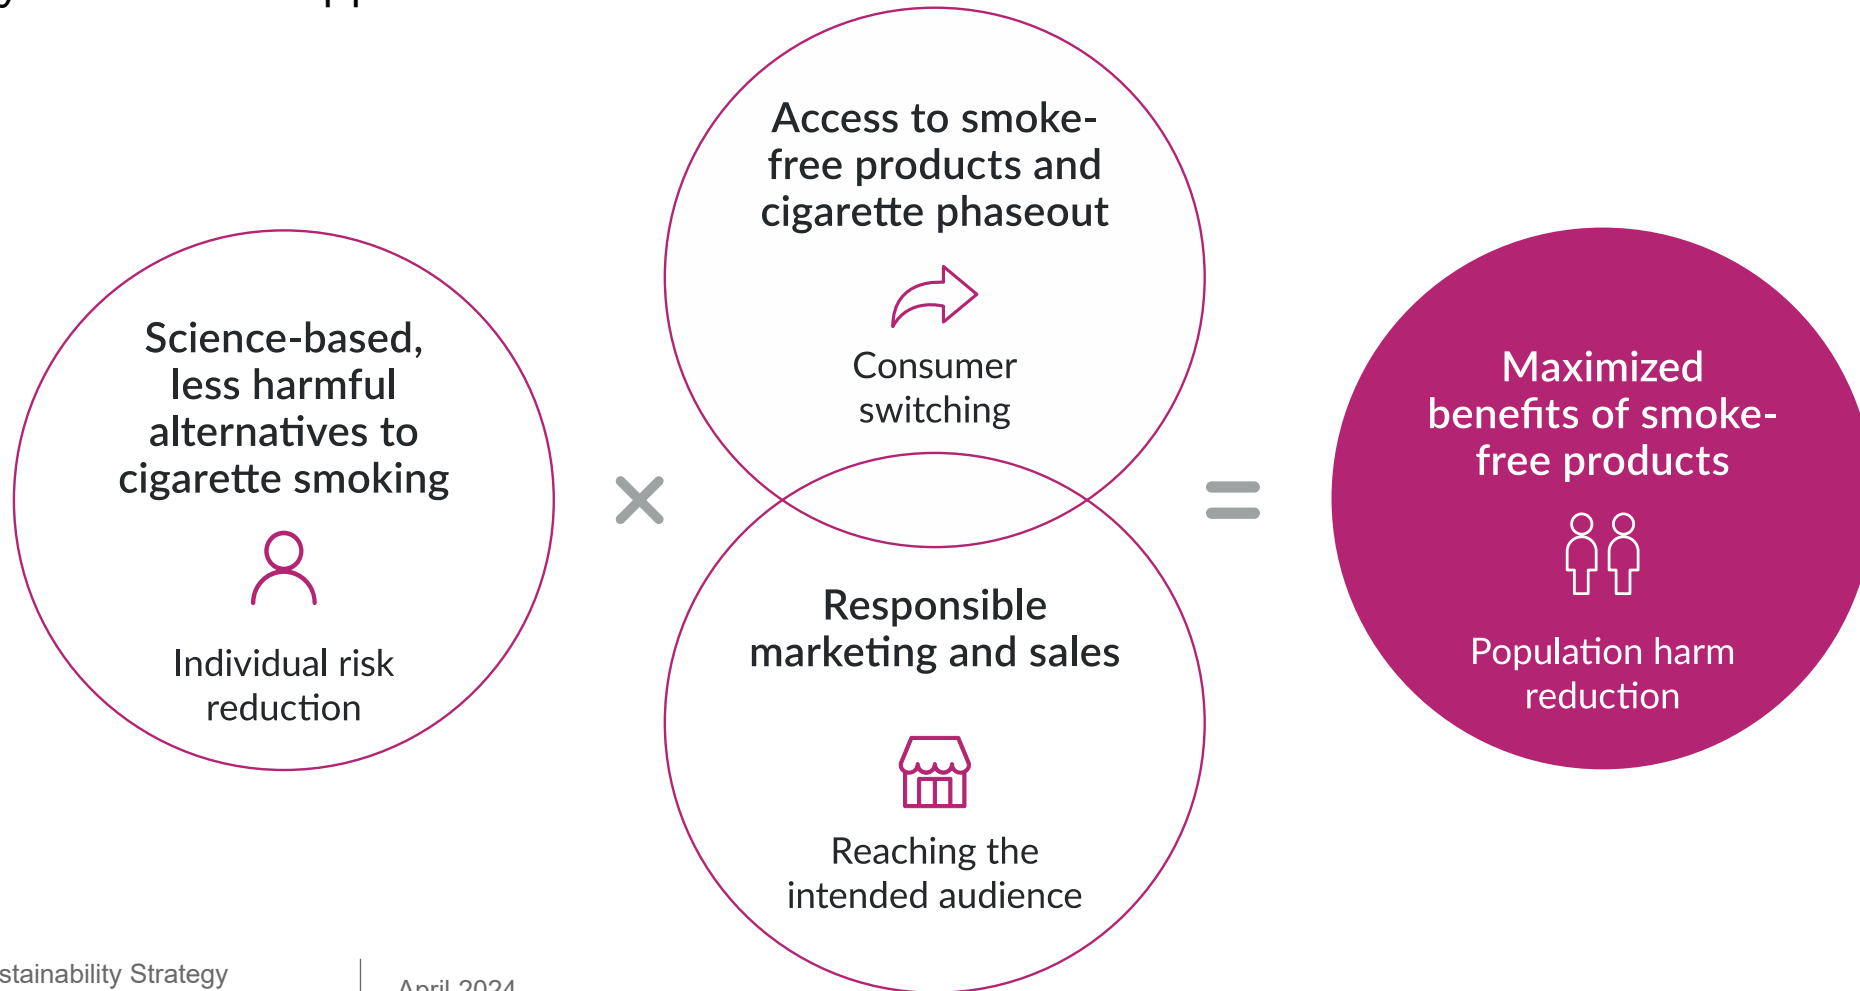 Science-based,
less harmful
alternatives to
cigarette smoking
Individual risk
reduction
×
Access to smoke-
free products and
cigarette phaseout
Consumer
switching
Responsible
marketing and sales
Reaching the
intended audience
=
Maximized
benefits of smoke-
free products
Population harm
reduction
stainability Strategy
April 2024